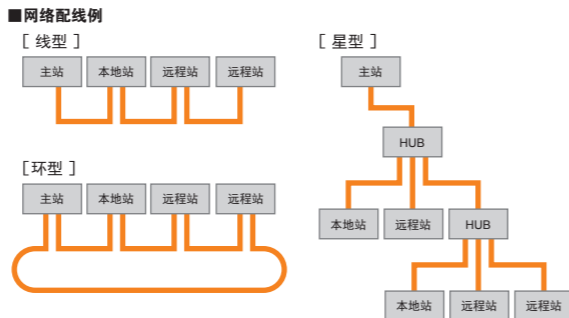 ■网络配线例
[ 线型 ]
主站 本地站 远程站 远程站
[环型 ]
主站 本地站 远程站 远程站
[ 星型 ]
主站
HUB
本地站 远程站 HUB
本地站 远程站 远程站